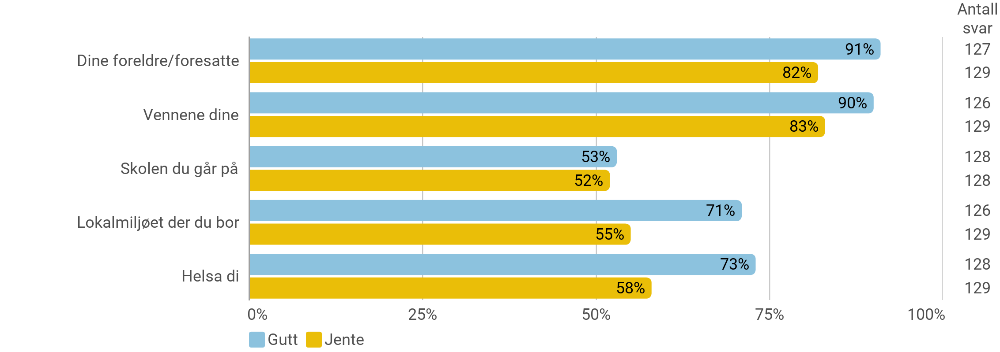 Antall
svar
Dine foreldre/foresatte
91%
127
82%
129
Vennene dine
90%
126
83%
129
Skolen du går på
53%
128
52%
128
Lokalmiljøet der du bor
71%
126
55%
129
Helsa di
73%
128
58%
129
0% 25% 50% 75% 100%
Gutt Jente